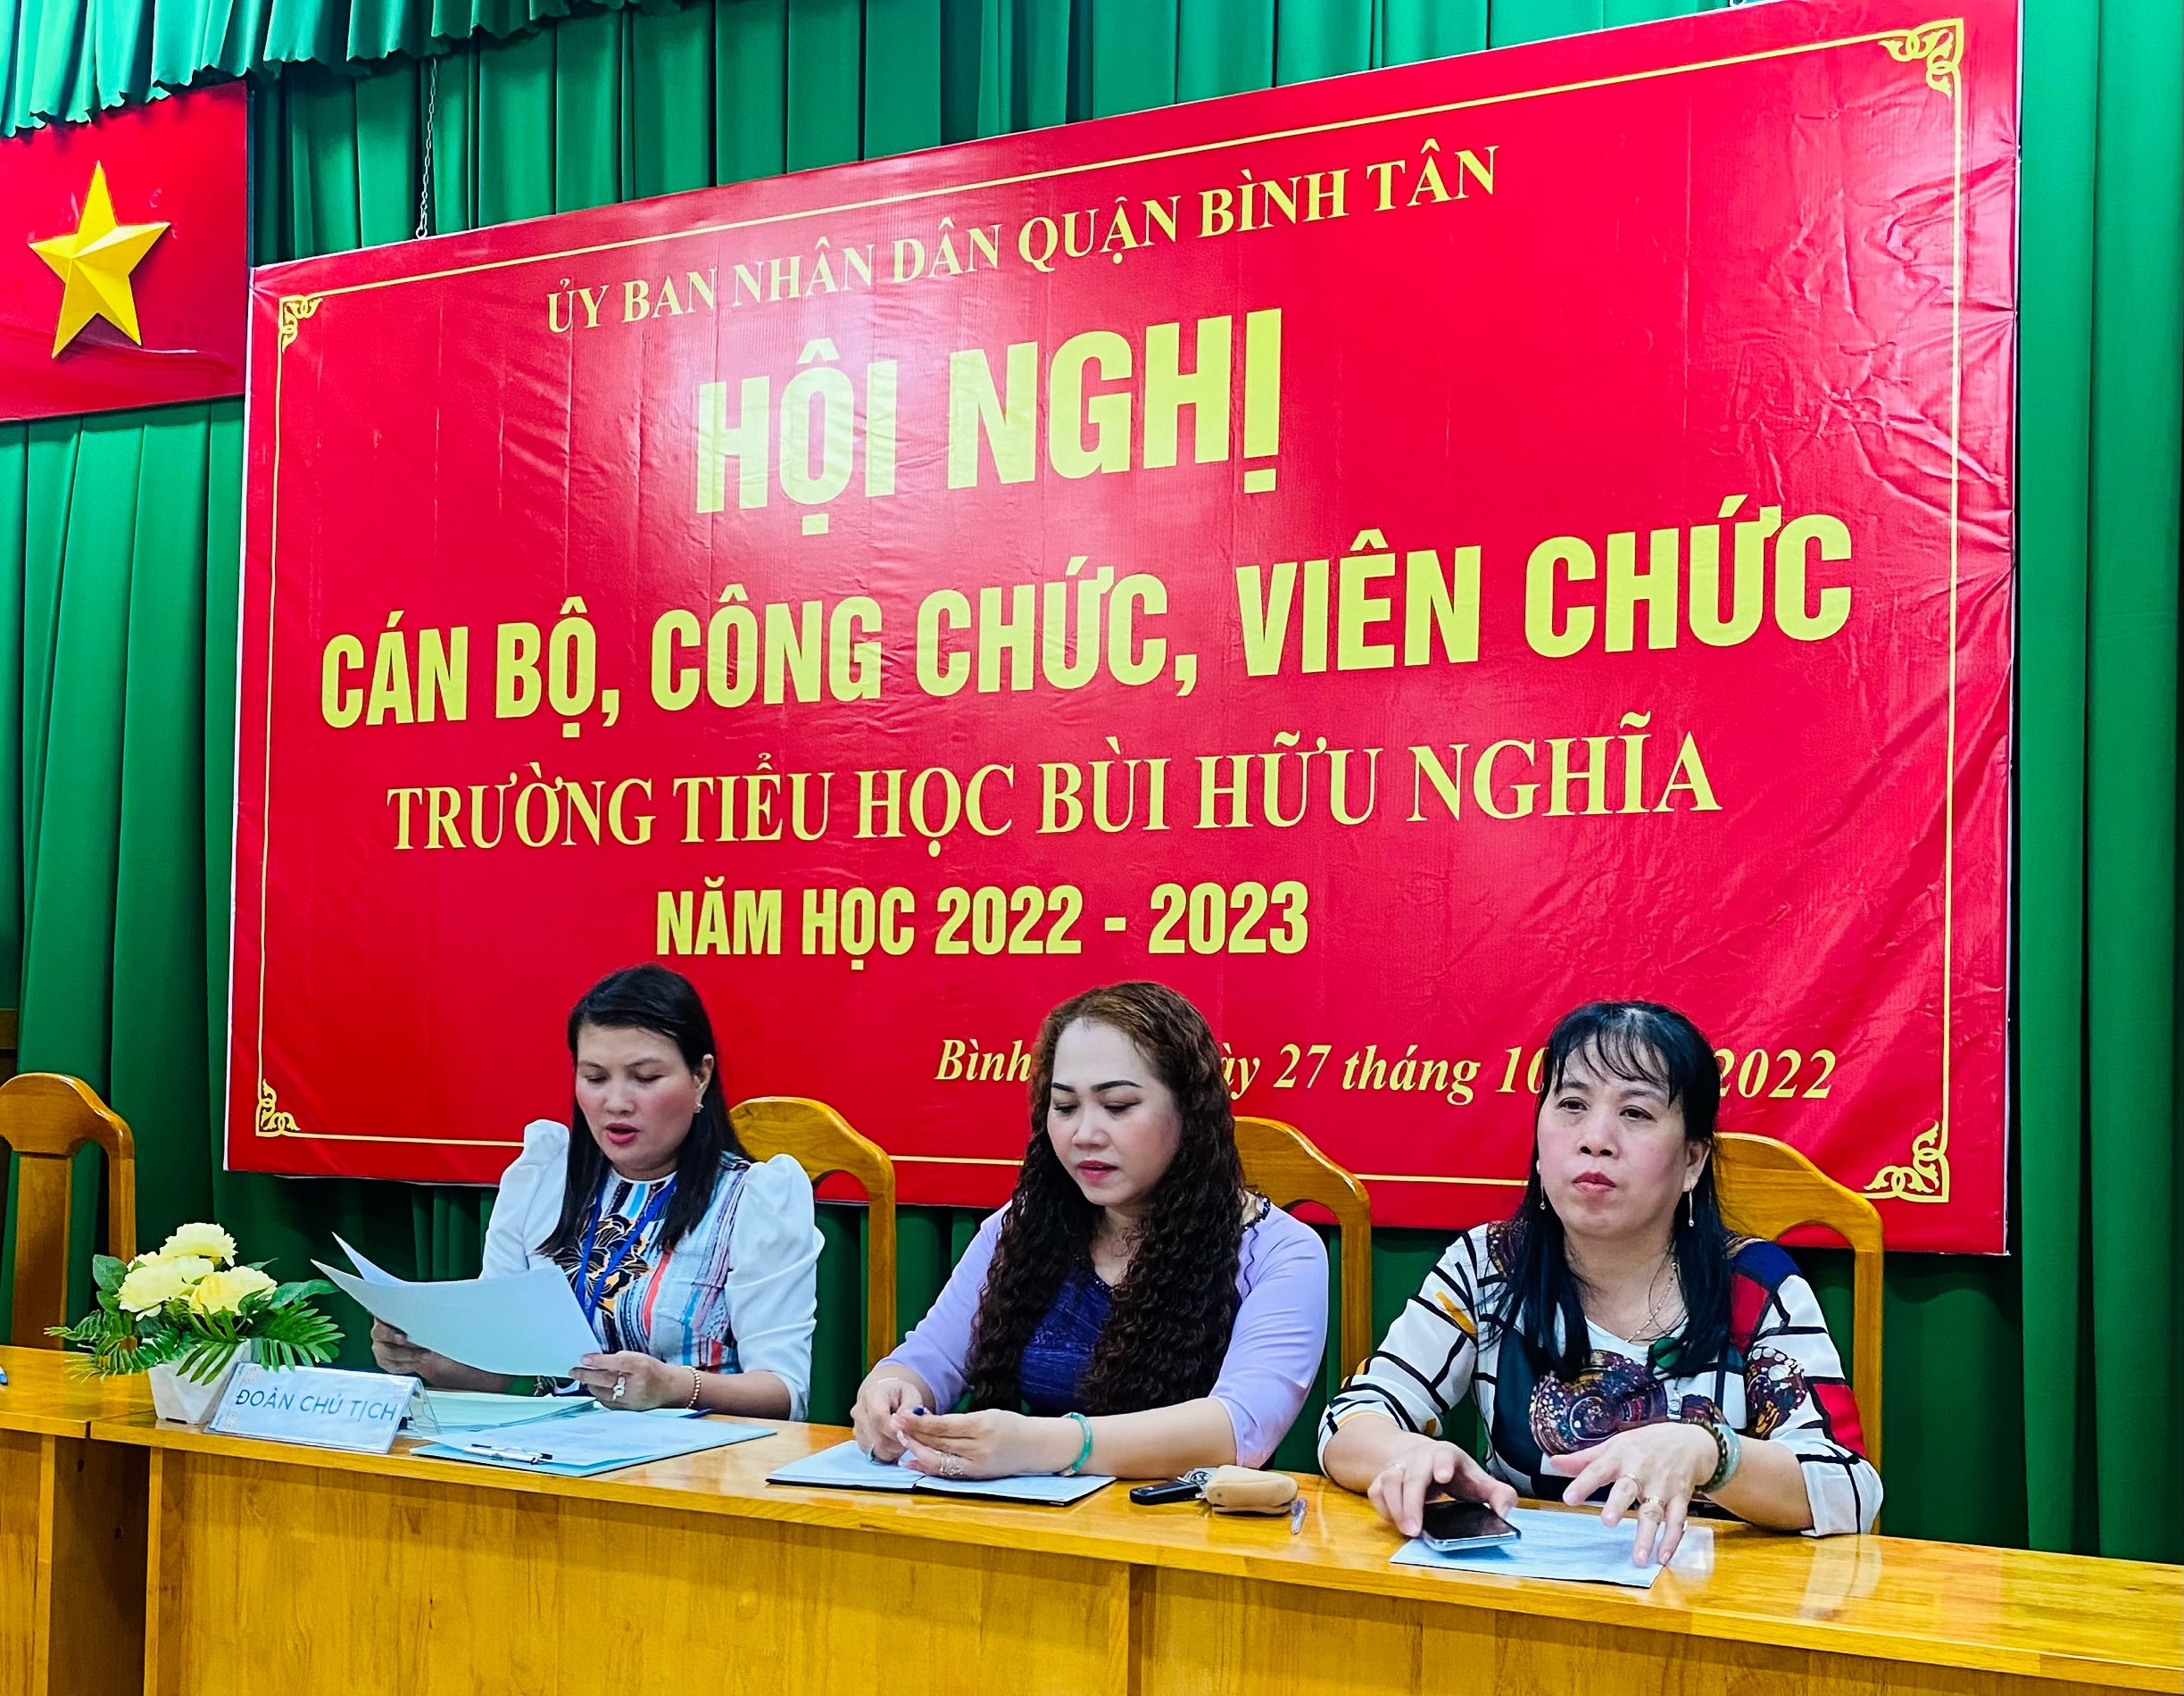 ỦY BAN NHÂN DÂN QUẬN BÌNH TÂN
HỘI NGHỊ
CÁN BỘ, CÔNG CHỨC, VIÊN CHỨC
TRƯỜNG TIỂU HỌC BÙI HỮU NGHĨA
NĂM HỌC 2022 - 2023
Bình 27 tháng 10 2022
ĐOÀN CHỦ TỊCH